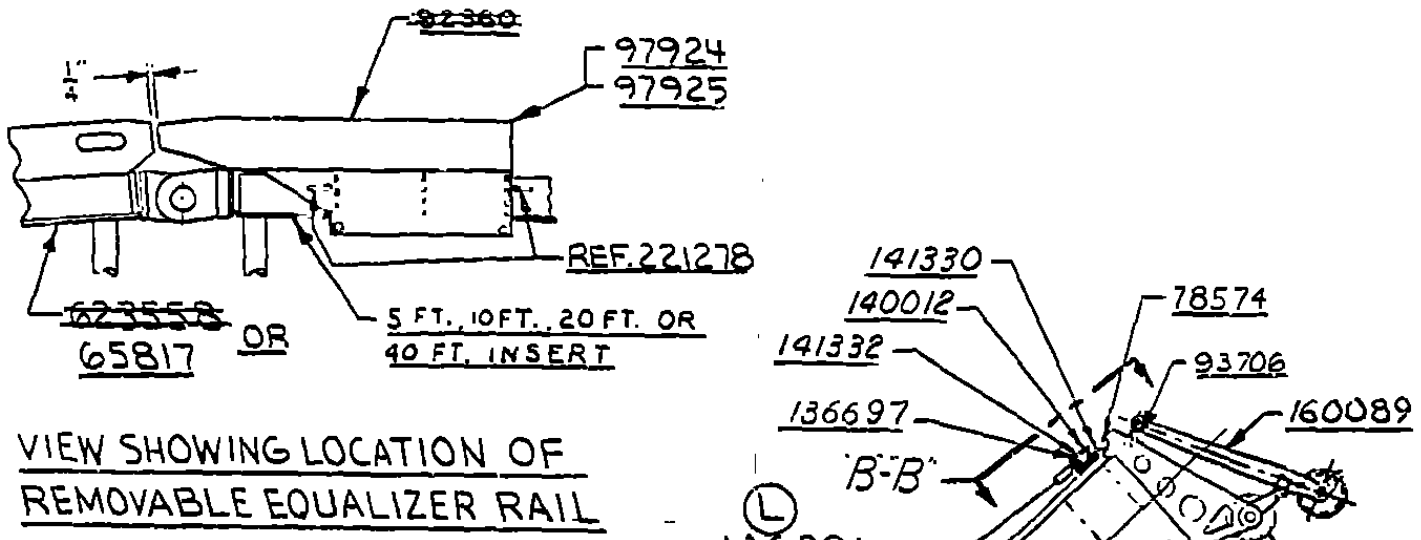 82360
97924
97925
1/4"
REF. 221278
623558
OR
65817
5 FT., 10 FT., 20 FT. OR
40 FT. INSERT
VIEW SHOWING LOCATION OF
REMOVABLE EQUALIZER RAIL
141330
140012
141332
136697
78574
93706
160089
"B-B"
L